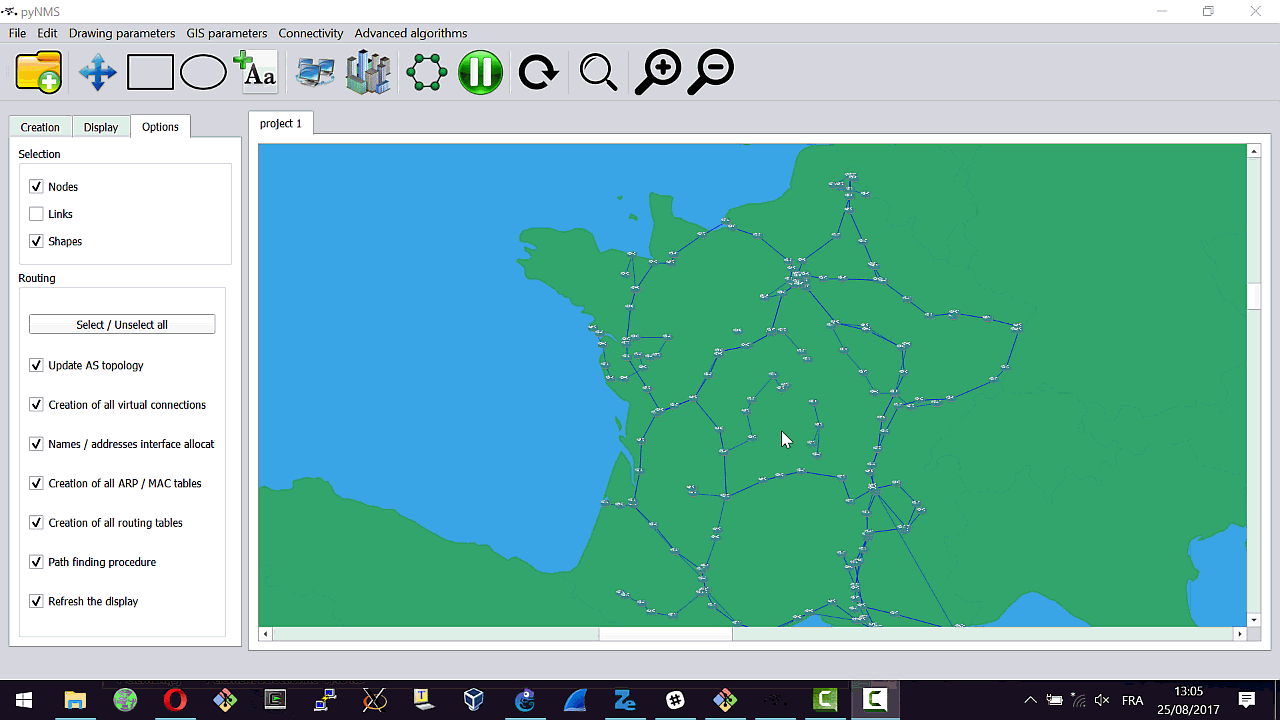 pyNMS
File Edit Drawing parameters GIS parameters Connectivity Advanced algorithms
Aa
Creation Display Options
project 1
Selection
Nodes
Links
Shapes
Routing
Select / Unselect all
Update AS topology
Creation of all virtual connections
Names / addresses interface allocat
Creation of all ARP / MAC tables
Creation of all routing tables
Path finding procedure
Refresh the display
FRA
13:05
25/08/2017